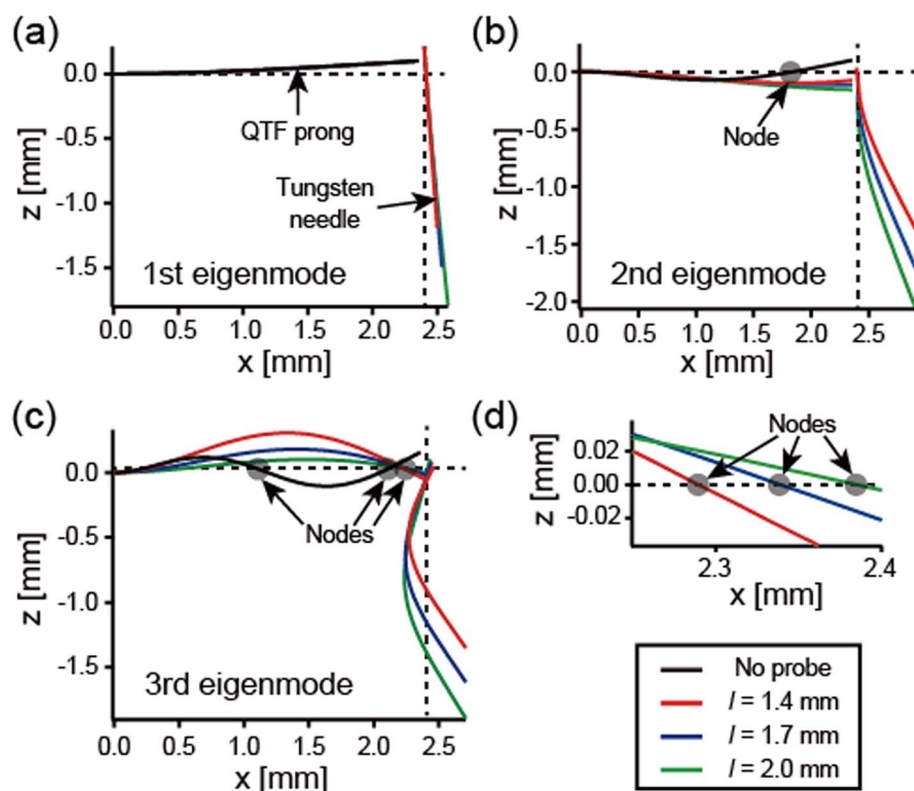 (a)
z [mm]
0.0
-0.5
-1.0
-1.5
QTF prong
Tungsten
needle
1st eigenmode
0.0 0.5 1.0 1.5 2.0 2.5
x [mm]
(b)
z [mm]
0.0
-0.5
-1.0
-1.5
-2.0
Node
2nd eigenmode
0.0 0.5 1.0 1.5 2.0 2.5
x [mm]
(c)
z [mm]
0.0
-0.5
-1.0
-1.5
Nodes
3rd eigenmode
0.0 0.5 1.0 1.5 2.0 2.5
x [mm]
(d)
z [mm]
0.02
0.00
-0.02
Nodes
2.3 2.4
x [mm]
No probe
l = 1.4 mm
l = 1.7 mm
l = 2.0 mm